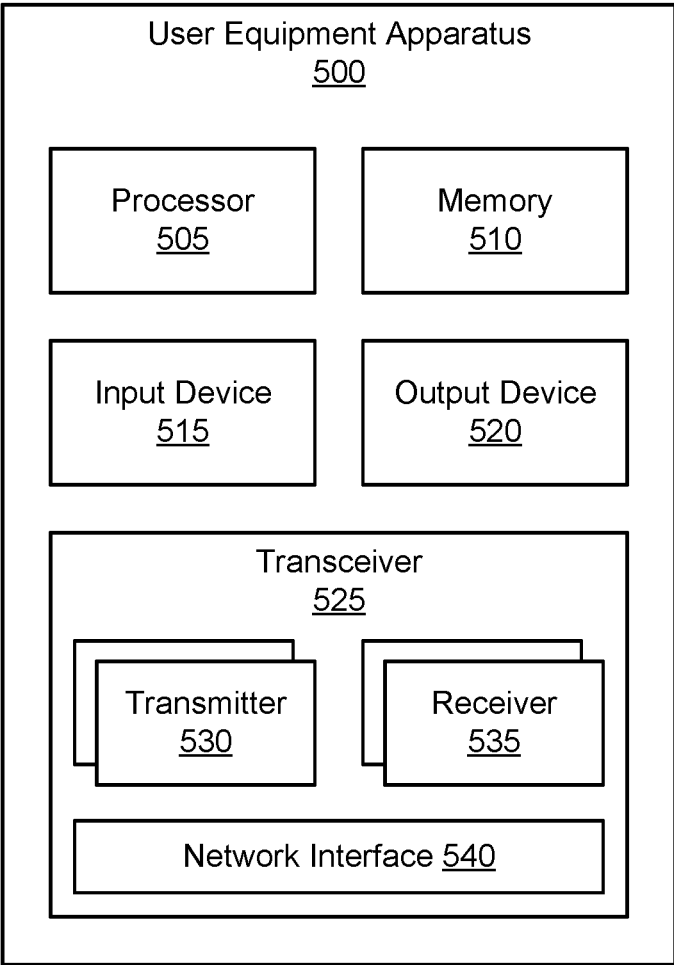 User Equipment Apparatus
500
Processor
505
Memory
510
Input Device
515
Output Device
520
Transceiver
525
Transmitter
530
Receiver
535
Network Interface 540